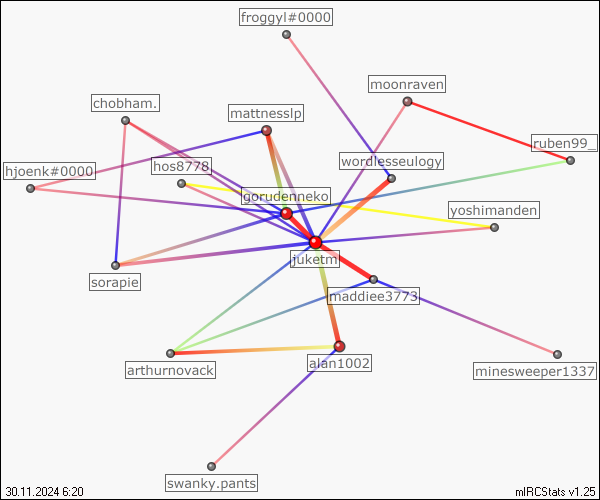 froggyl#0000
moonraven
chobham.
mattnesslp
ruben99_
wordlesseulogy
hjoenk#0000
hos8778
gorudenneko
yoshimanden
juketm
sorapie
maddiee3773
arthurnovack
alan1002
minesweeper1337
swanky.pants
30.11.2024 6:20
mIRCStats v1.25